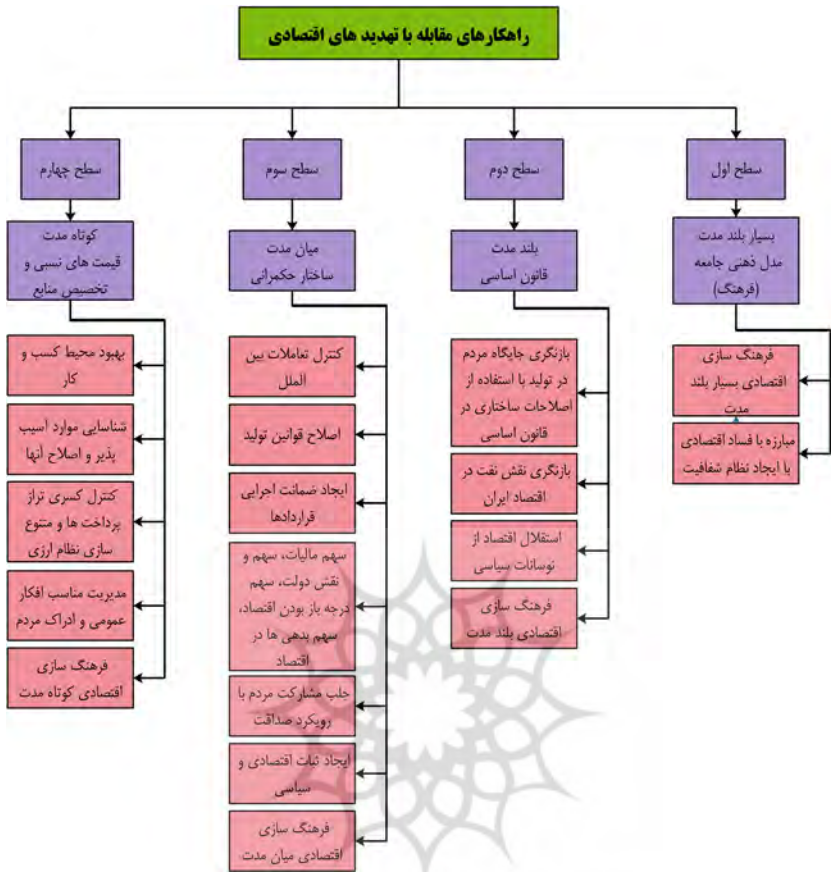 راهکارهای مقابله با تهدید های اقتصادی
سطح اول
بسیار بلند مدت
مدل ذهنی جامعه
(فرهنگ)
فرهنگ سازی
اقتصادی بسیار بلند
مدت
مبارزه با فساد اقتصادی
با ایجاد نظام شفافیت
سطح دوم
بلند مدت
قانون اساسی
بازنگری جایگاه مردم
در تولید با استفاده از
اصلاحات ساختاری در
قانون اساسی
بازنگری نقش نفت در
اقتصاد ایران
استقلال اقتصاد از
نوسانات سیاسی
فرهنگ سازی
اقتصادی بلند مدت
سطح سوم
میان مدت
ساختار حکمرانی
کنترل تعاملات بین
الملل
اصلاح قوانین تولید
ایجاد ضمانت اجرایی
قراردادها
سهم مالیات، سهم و
نقش دولت، سهم
درجه باز بودن اقتصاد،
سهم بدهی ها در
اقتصاد
جلب مشارکت مردم با
رویکرد صداقت
ایجاد ثبات اقتصادی و
سیاسی
فرهنگ سازی
اقتصادی میان مدت
سطح چهارم
کوتاه مدت
قیمت های نسبی و
تخصیص منابع
بهبود محیط کسب و
کار
شناسایی موارد آسیب
پذیر و اصلاح آنها
کنترل کسری تراز
پرداخت ها و متنوع
سازی نظام ارزی
مدیریت مناسب افکار
عمومی و ادراک مردم
فرهنگ سازی
اقتصادی کوتاه مدت